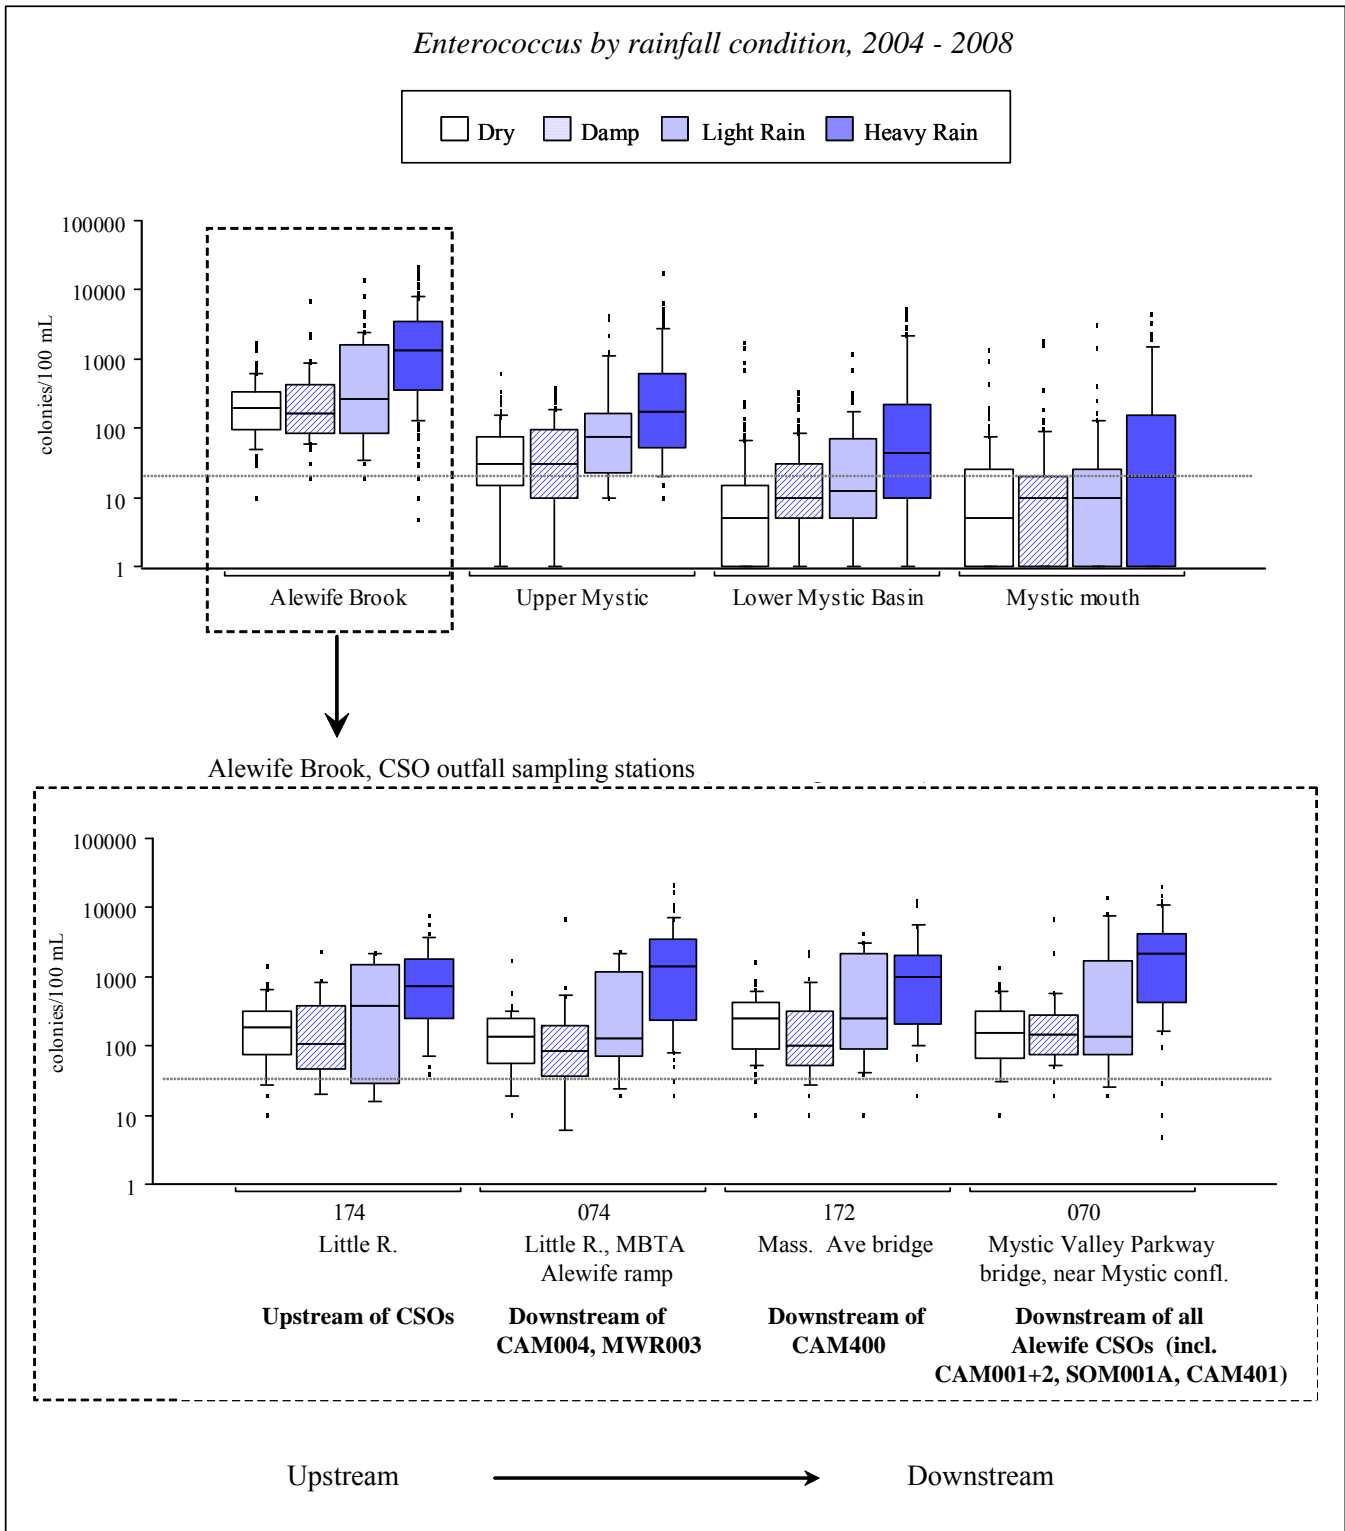 Enterococcus by rainfall condition, 2004 - 2008
Dry Damp Light Rain Heavy Rain
colonies/100 mL
100000
10000
1000
100
10
1
Alewife Brook Upper Mystic Lower Mystic Basin Mystic mouth
Alewife Brook, CSO outfall sampling stations
colonies/100 mL
100000
10000
1000
100
10
1
174 074 172 070
Little R. Little R., MBTA Mass. Ave bridge Mystic Valley Parkway
Alewife ramp bridge, near Mystic confl.
Upstream of CSOs Downstream of Downstream of Downstream of all
CAM004, MWR003 CAM400 Alewife CSOs (incl.
CAM001+2, SOM001A, CAM401)
Upstream Downstream